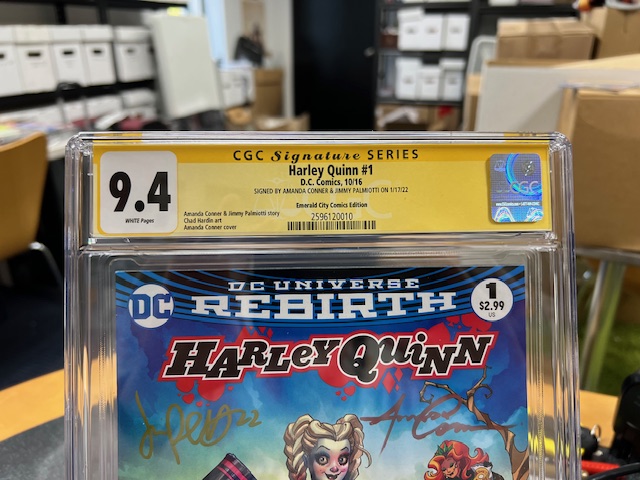 CGC Signature SERIES
9.4
WHITE Pages
Harley Quinn #1
D.C. Comics, 10/16
SIGNED BY AMANDA CONNER & JIMMY PALMIOTTI ON 1/17/22
Emerald City Comics Edition
2596120010
Amanda Conner & Jimmy Palmiotti story
Chad Hardin art
Amanda Conner cover
CGC
DC UNIVERSE
REBIRTH
DC
1
$2.99
US
HARLEY QUINN
22